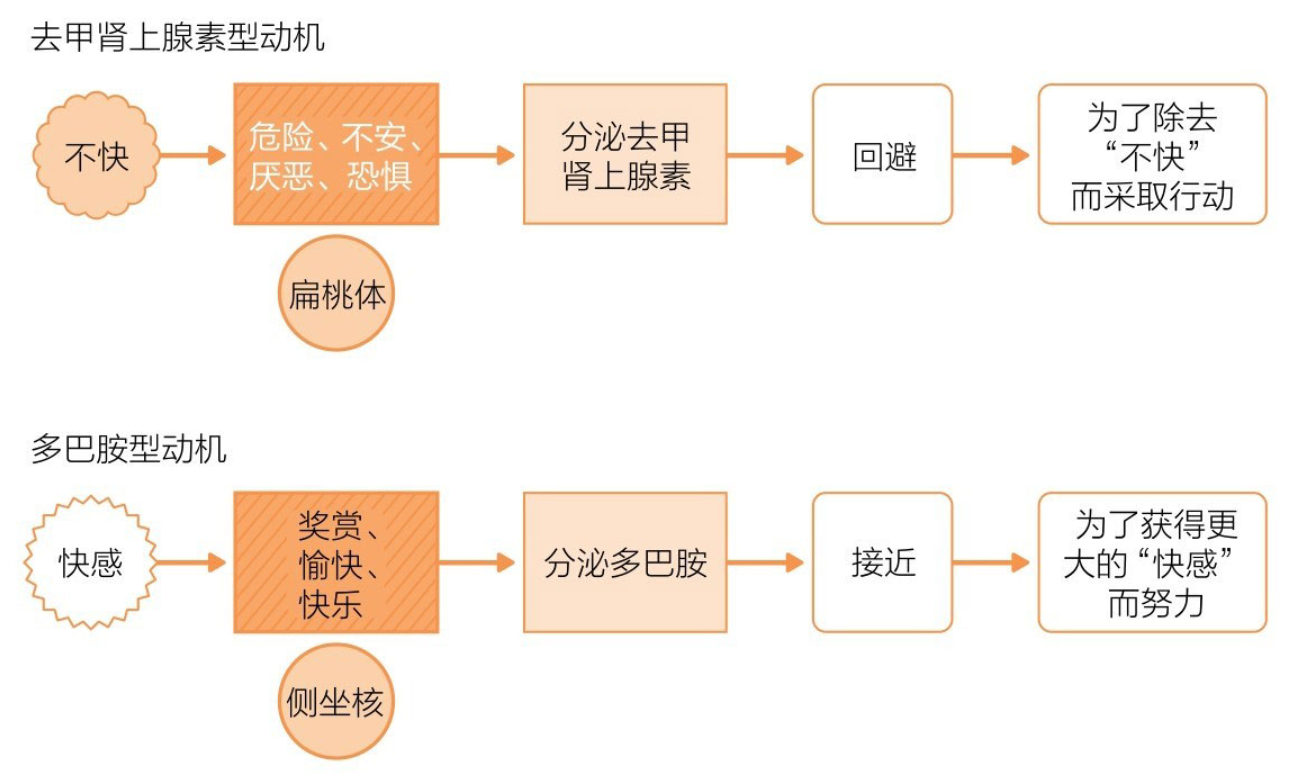 去甲肾上腺素型动机
不快
危险、不安、
厌恶、恐惧
分泌去甲
肾上腺素
回避
为了除去
“不快”
而采取行动
扁桃体
多巴胺型动机
快感
奖赏、
愉快、
快乐
分泌多巴胺
接近
为了获得更
大的“快感”
而努力
侧坐核